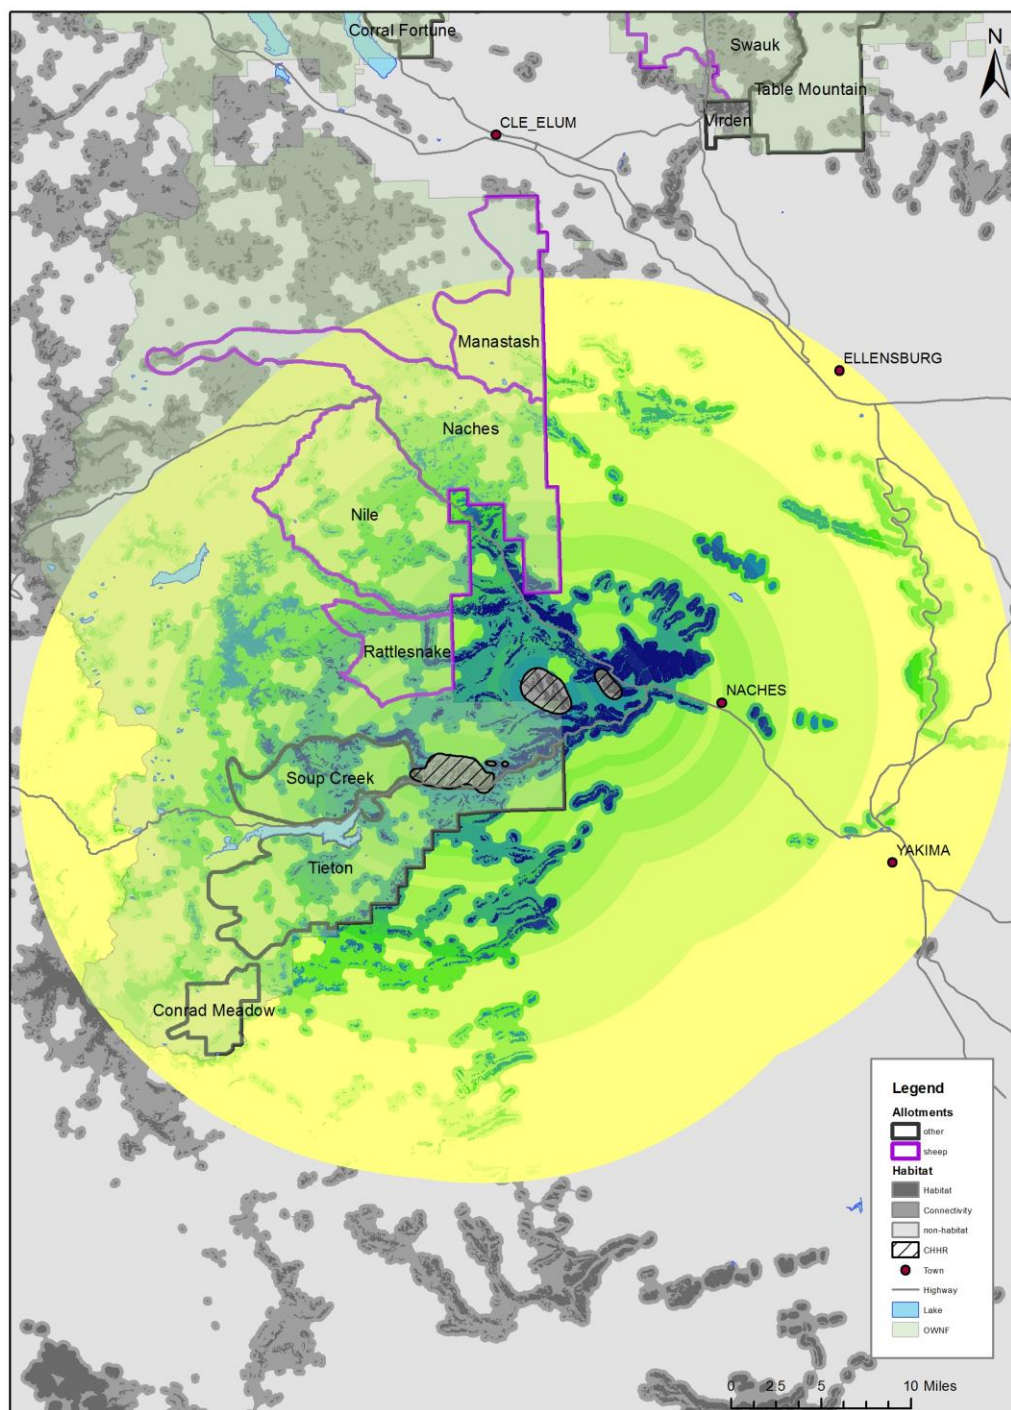 Corral Fortune
Swauk
N
Table Mountain
CLE_ELUM
Virden
Manastash
ELLENSBURG
Naches
Nile
Rattlesnake
NACHES
Soup Creek
YAKIMA
Tieton
Conrad Meadow
Legend
Allotments
other
sheep
Habitat
Habitat
Connectivity
non-habitat
CHHR
Town
Highway
Lake
OWNF
0 2.5 5 10 Miles